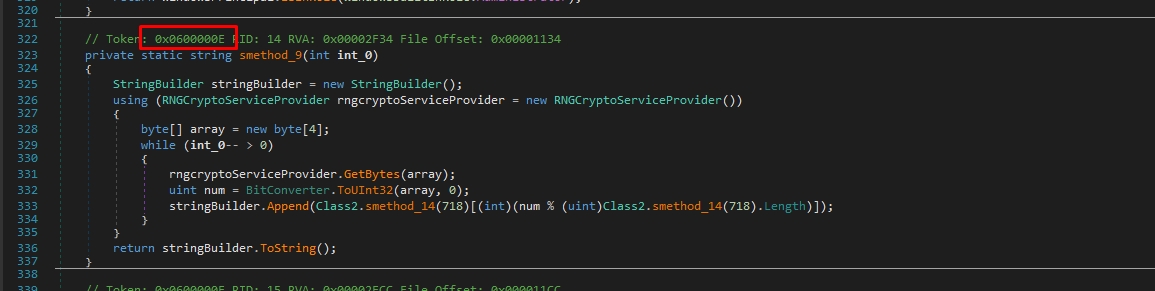 320 }
321
322 // Token: 0x0600000E RID: 14 RVA: 0x00002F34 File Offset: 0x00001134
323 private static string smethod_9(int int_0)
324 {
325 StringBuilder stringBuilder = new StringBuilder();
326 using (RNGCryptoServiceProvider rngcryptoServiceProvider = new RNGCryptoServiceProvider())
327 {
328 byte[] array = new byte[4];
329 while (int_0-- > 0)
330 {
331 rngcryptoServiceProvider.GetBytes(array);
332 uint num = BitConverter.ToUInt32(array, 0);
333 stringBuilder.Append(Class2.smethod_14(718)[(int)(num % (uint)Class2.smethod_14(718).Length)]);
334 }
335 }
336 return stringBuilder.ToString();
337 }
338
339 // Token: 0x0600000F RID: 15 RVA: 0x00002FCC File Offset: 0x000011CC